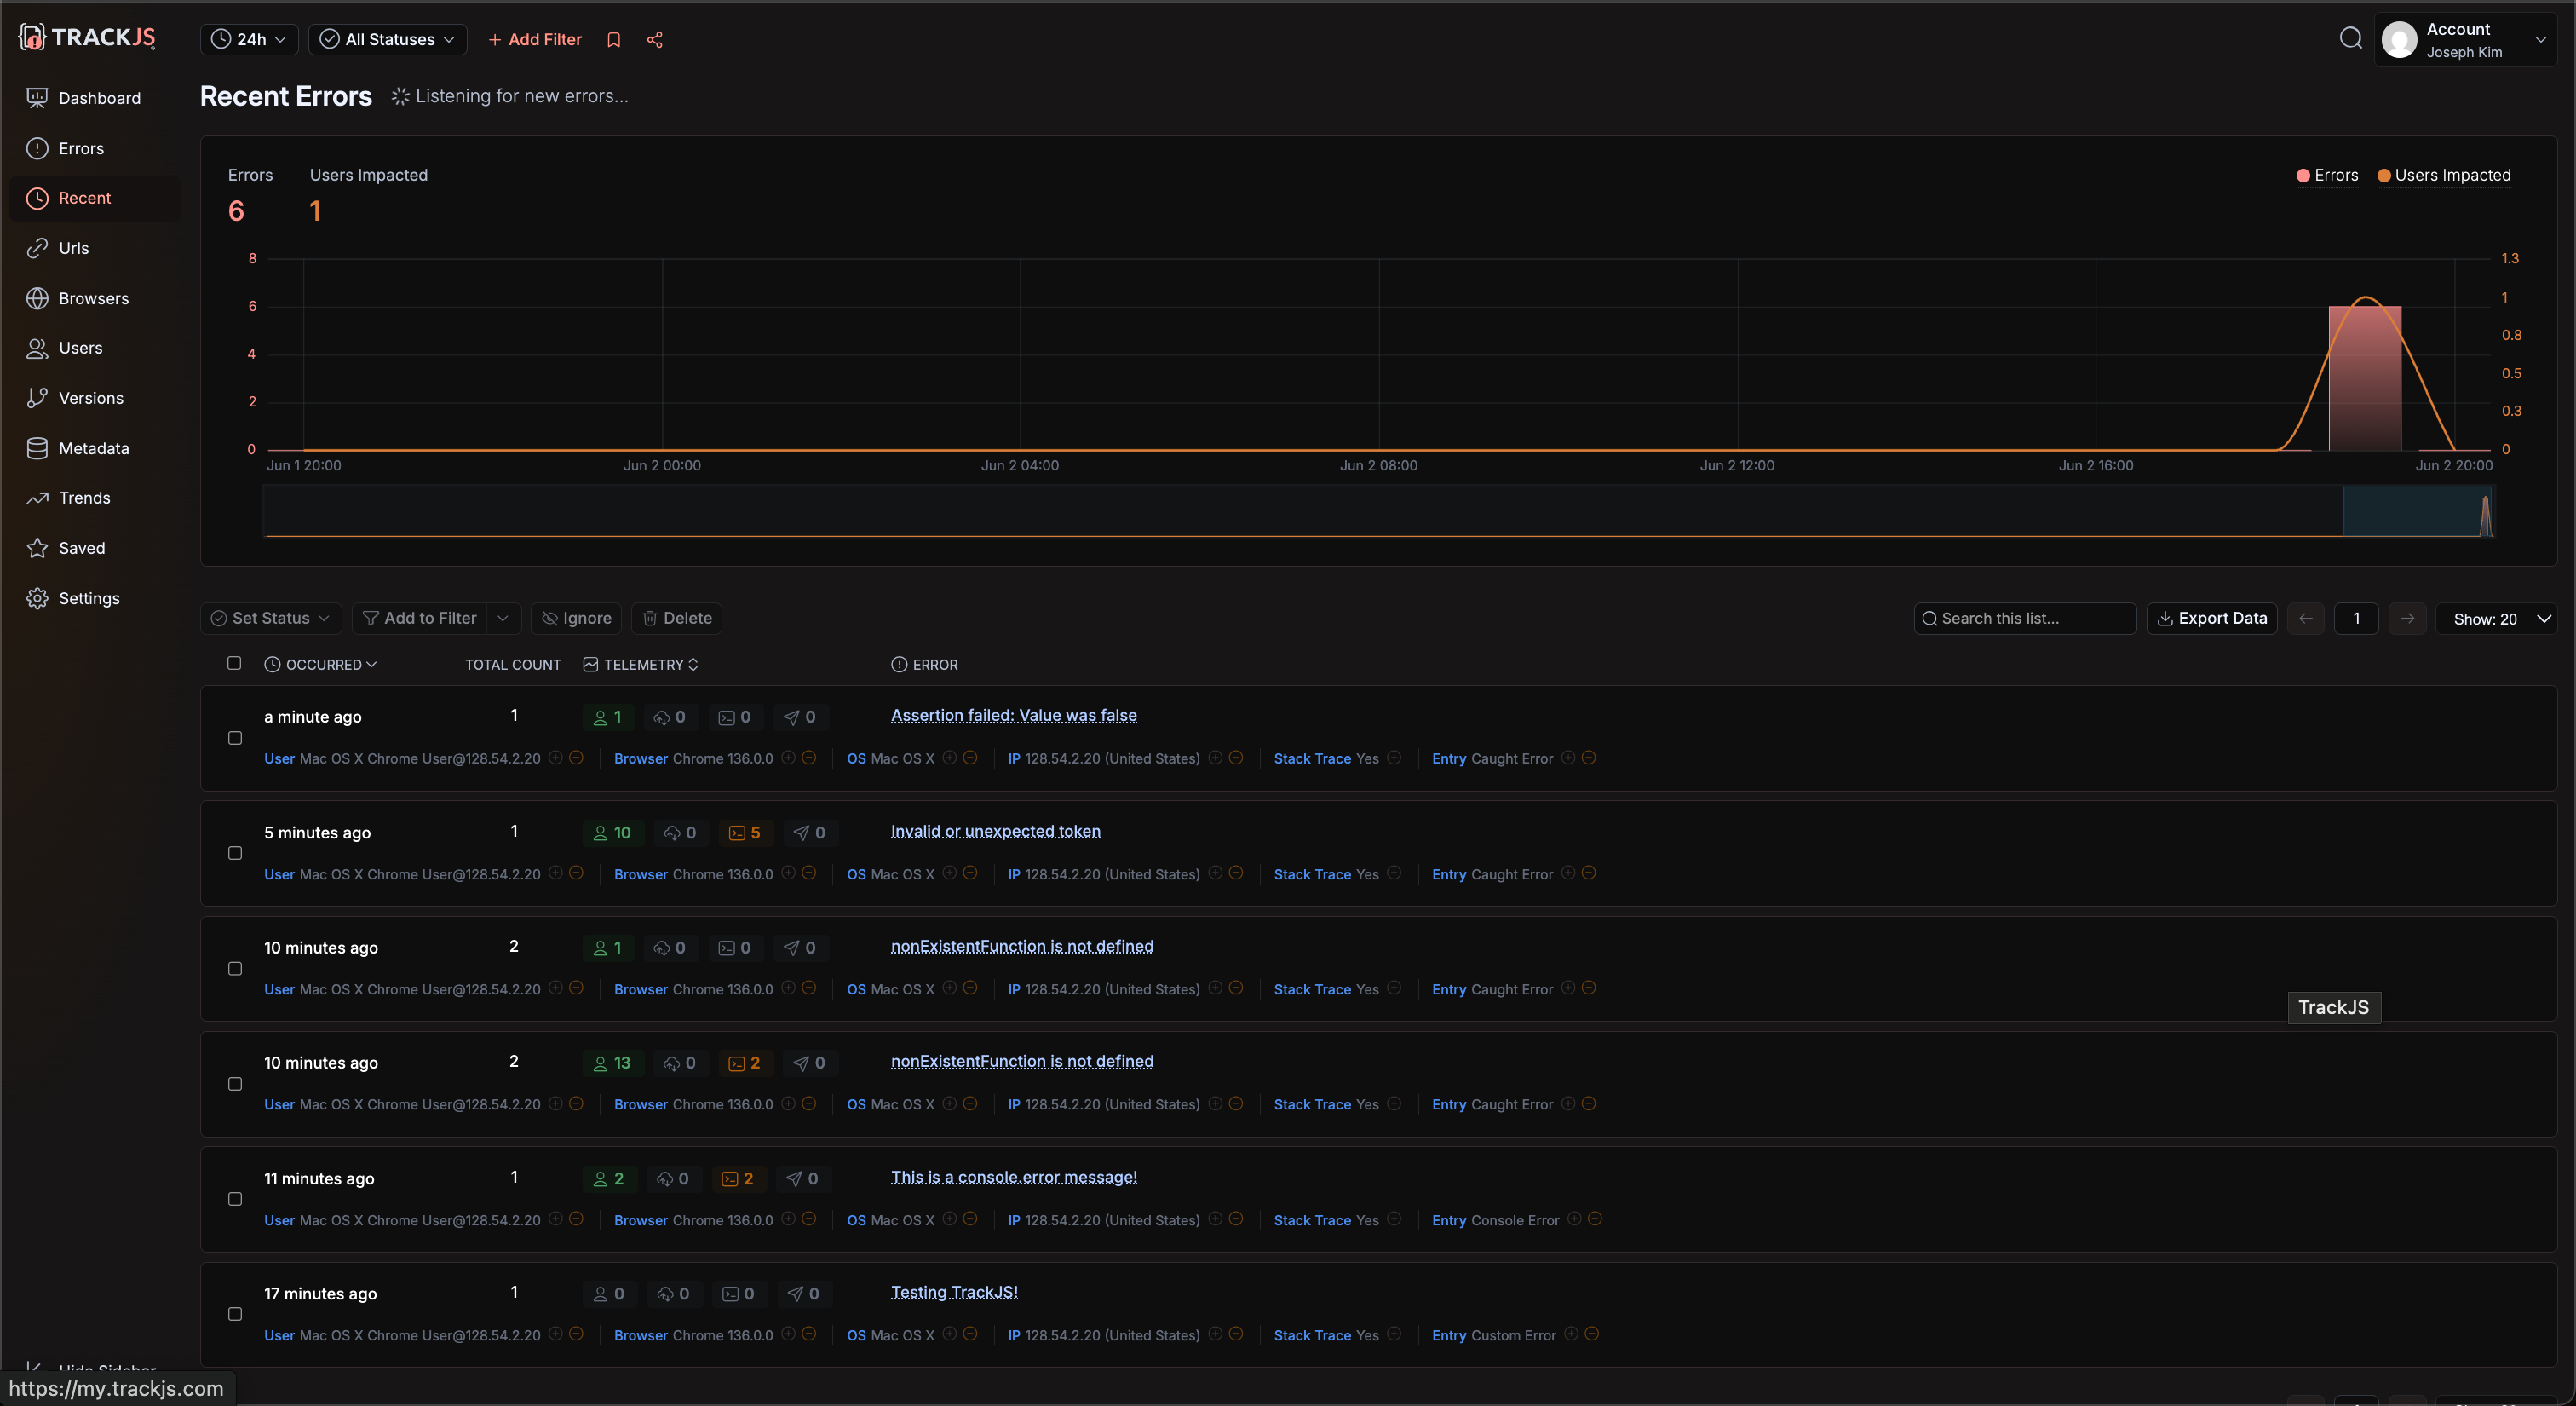 TRACKJS
24h
All Statuses
+ Add Filter
Account
Joseph Kim
Dashboard
Errors
Recent
Urls
Browsers
Users
Versions
Metadata
Trends
Saved
Settings
Hide Sidebar
https://my.trackjs.com
Recent Errors Listening for new errors...
Errors Users Impacted
6 1
Errors Users Impacted
8 1.3
6 1
4 0.8
2 0.5
0 0.3
0
Jun 1 20:00 Jun 2 00:00 Jun 2 04:00 Jun 2 08:00 Jun 2 12:00 Jun 2 16:00 Jun 2 20:00
Set Status Add to Filter Ignore Delete Search this list... Export Data 1 Show: 20
OCCURRED TOTAL COUNT TELEMETRY ERROR
a minute ago 1 1 0 0 0 Assertion failed: Value was false
User Mac OS X Chrome User@128.54.2.20 Browser Chrome 136.0.0 OS Mac OS X IP 128.54.2.20 (United States) Stack Trace Yes Entry Caught Error
5 minutes ago 1 10 0 5 0 Invalid or unexpected token
User Mac OS X Chrome User@128.54.2.20 Browser Chrome 136.0.0 OS Mac OS X IP 128.54.2.20 (United States) Stack Trace Yes Entry Caught Error
10 minutes ago 2 1 0 0 0 nonExistentFunction is not defined
User Mac OS X Chrome User@128.54.2.20 Browser Chrome 136.0.0 OS Mac OS X IP 128.54.2.20 (United States) Stack Trace Yes Entry Caught Error
TrackJS
10 minutes ago 2 13 0 2 0 nonExistentFunction is not defined
User Mac OS X Chrome User@128.54.2.20 Browser Chrome 136.0.0 OS Mac OS X IP 128.54.2.20 (United States) Stack Trace Yes Entry Caught Error
11 minutes ago 1 2 0 2 0 This is a console.error message!
User Mac OS X Chrome User@128.54.2.20 Browser Chrome 136.0.0 OS Mac OS X IP 128.54.2.20 (United States) Stack Trace Yes Entry Console Error
17 minutes ago 1 0 0 0 0 Testing TrackJS!
User Mac OS X Chrome User@128.54.2.20 Browser Chrome 136.0.0 OS Mac OS X IP 128.54.2.20 (United States) Stack Trace Yes Entry Custom Error